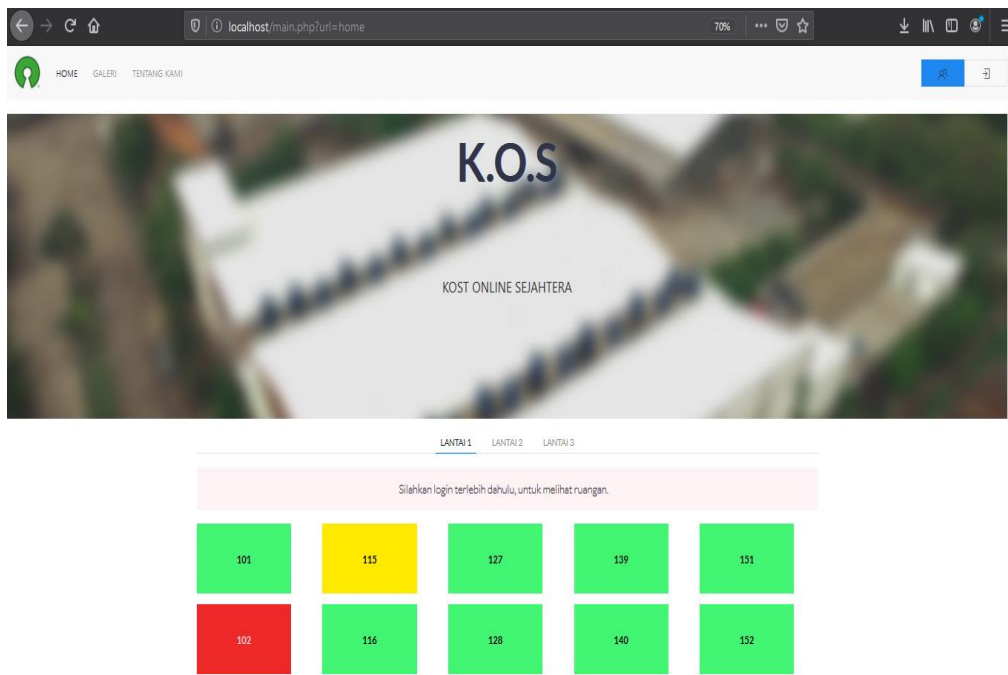 localhost/main.php?url=home
70%
HOME GALERI TENTANG KAMI
K.O.S
KOST ONLINE SEJAHTERA
LANTAI 1 LANTAI 2 LANTAI 3
Silahkan login terlebih dahulu, untuk melihat ruangan.
101 115 127 139 151
102 116 128 140 152